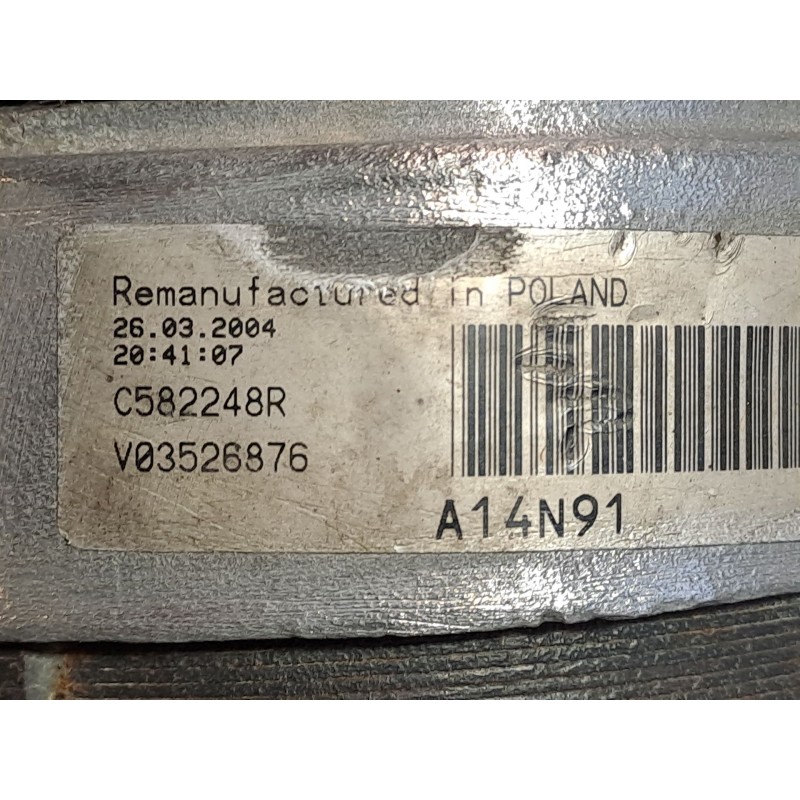 Remanufactured in POLAND
26.03.2004
20:41:07
C582248R
V03526876
A14N91